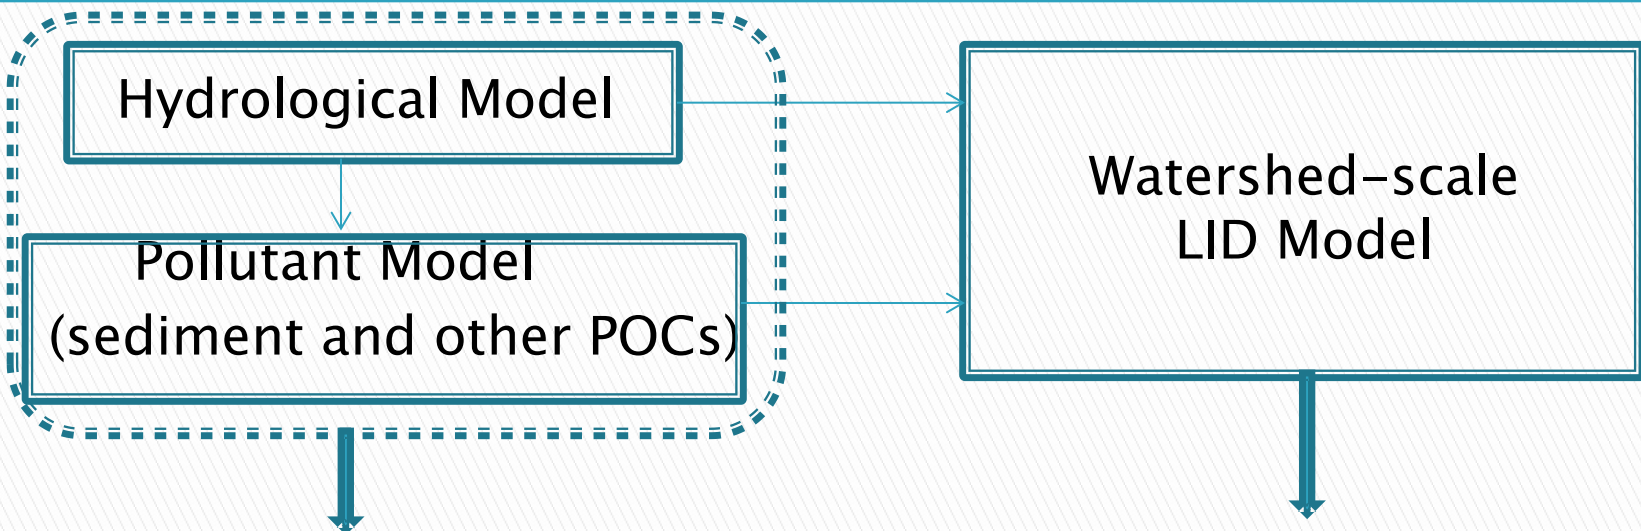 Hydrological Model
Pollutant Model
(sediment and other POCs)
Watershed-scale
LID Model